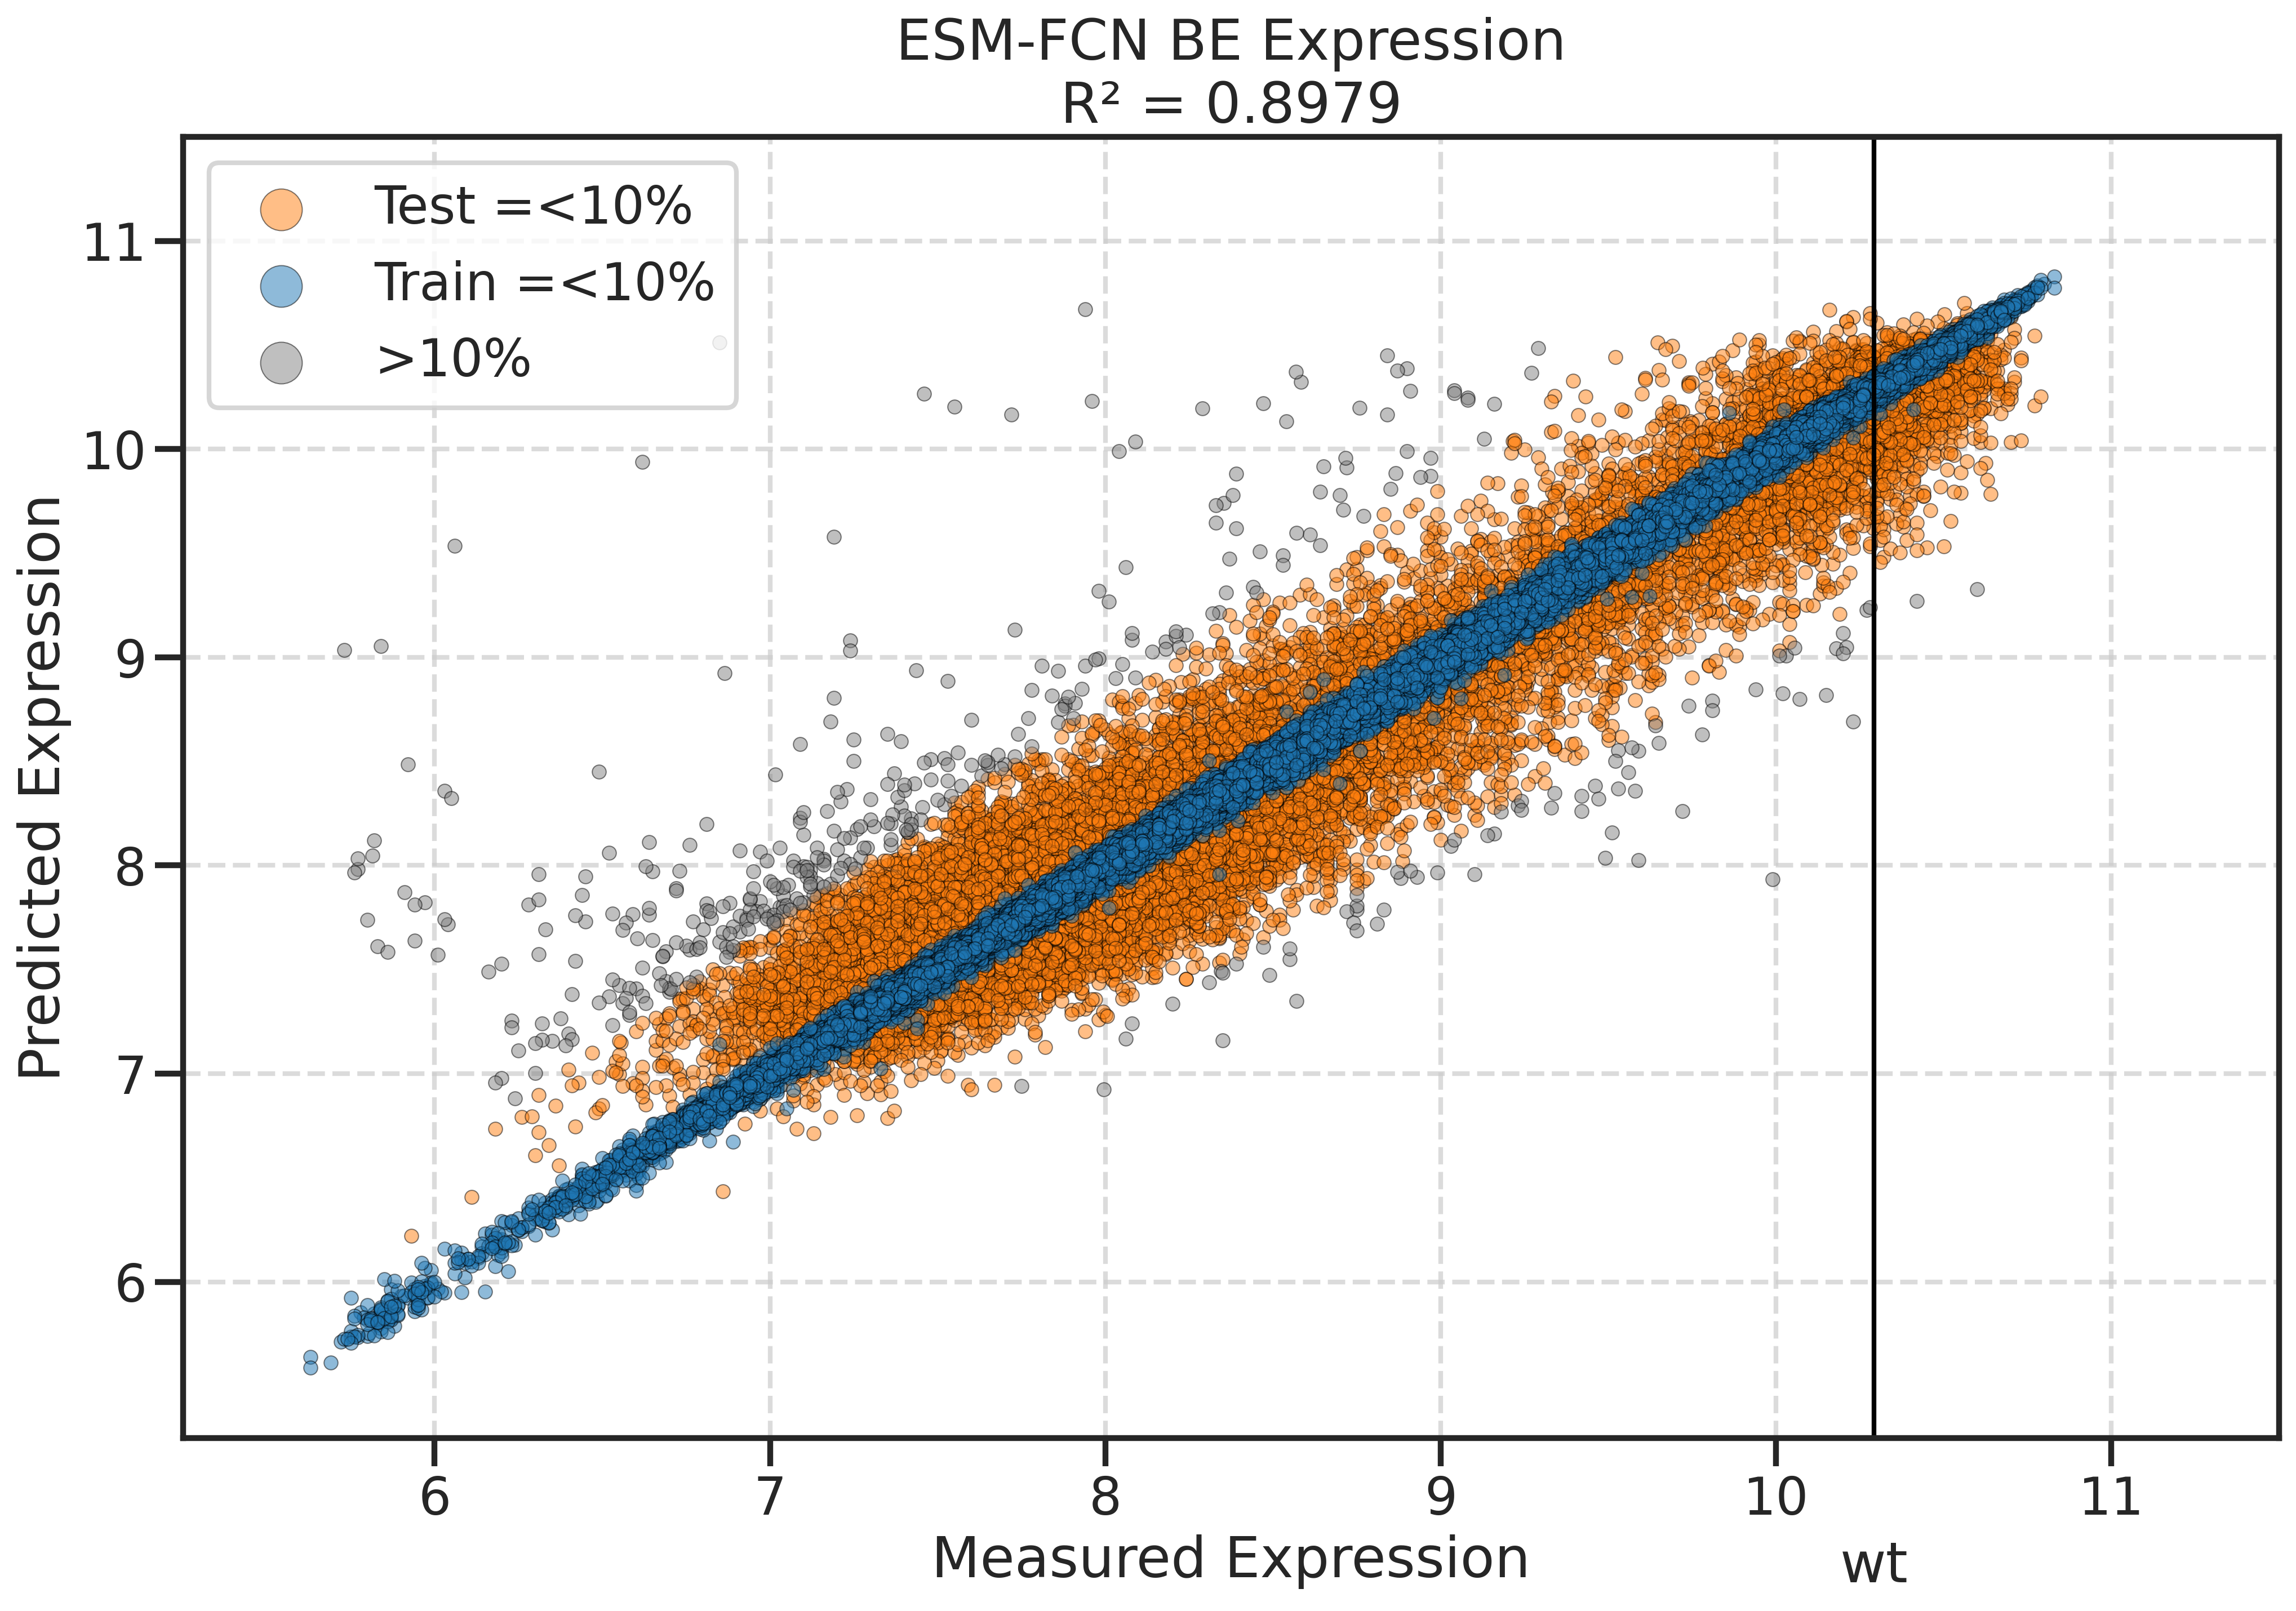 ESM-FCN BE Expression
R² = 0.8979
Test =<10%
Train =<10%
>10%
Predicted Expression
11
10
9
8
7
6
6 7 8 9 10 11
Measured Expression
wt